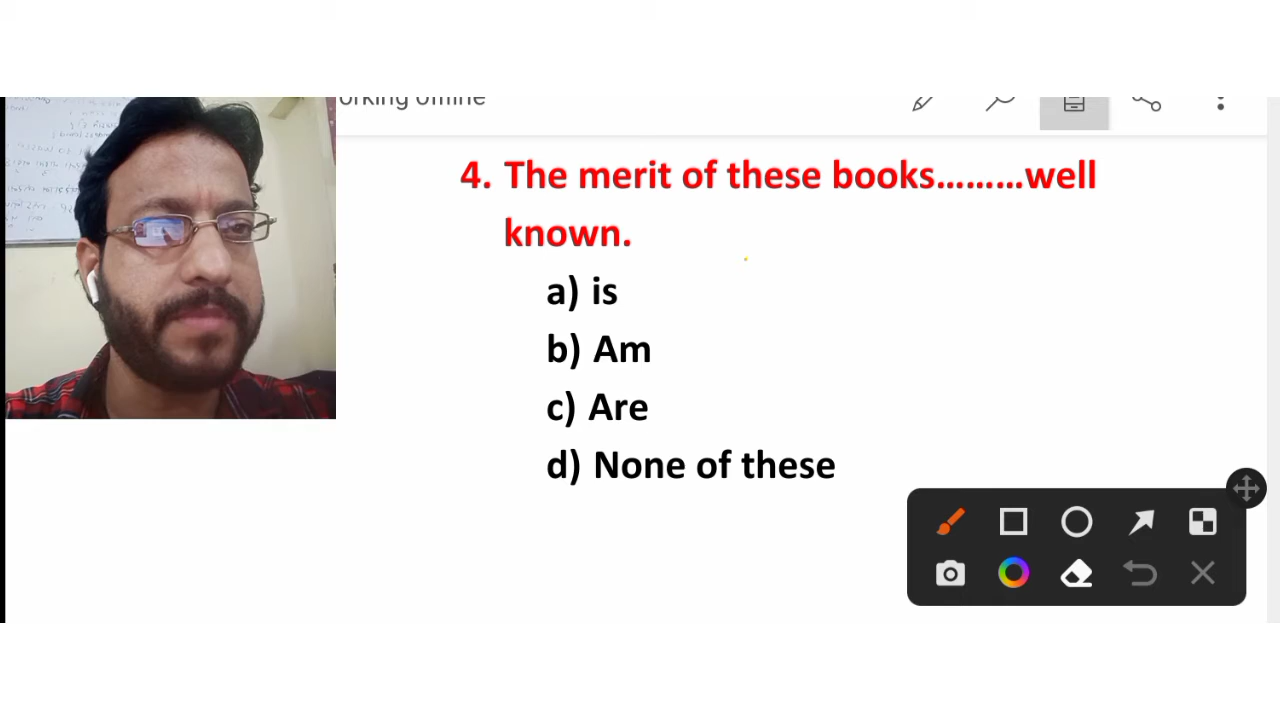 orking offline
4. The merit of these books.........well
known.
a) is
b) Am
c) Are
d) None of these